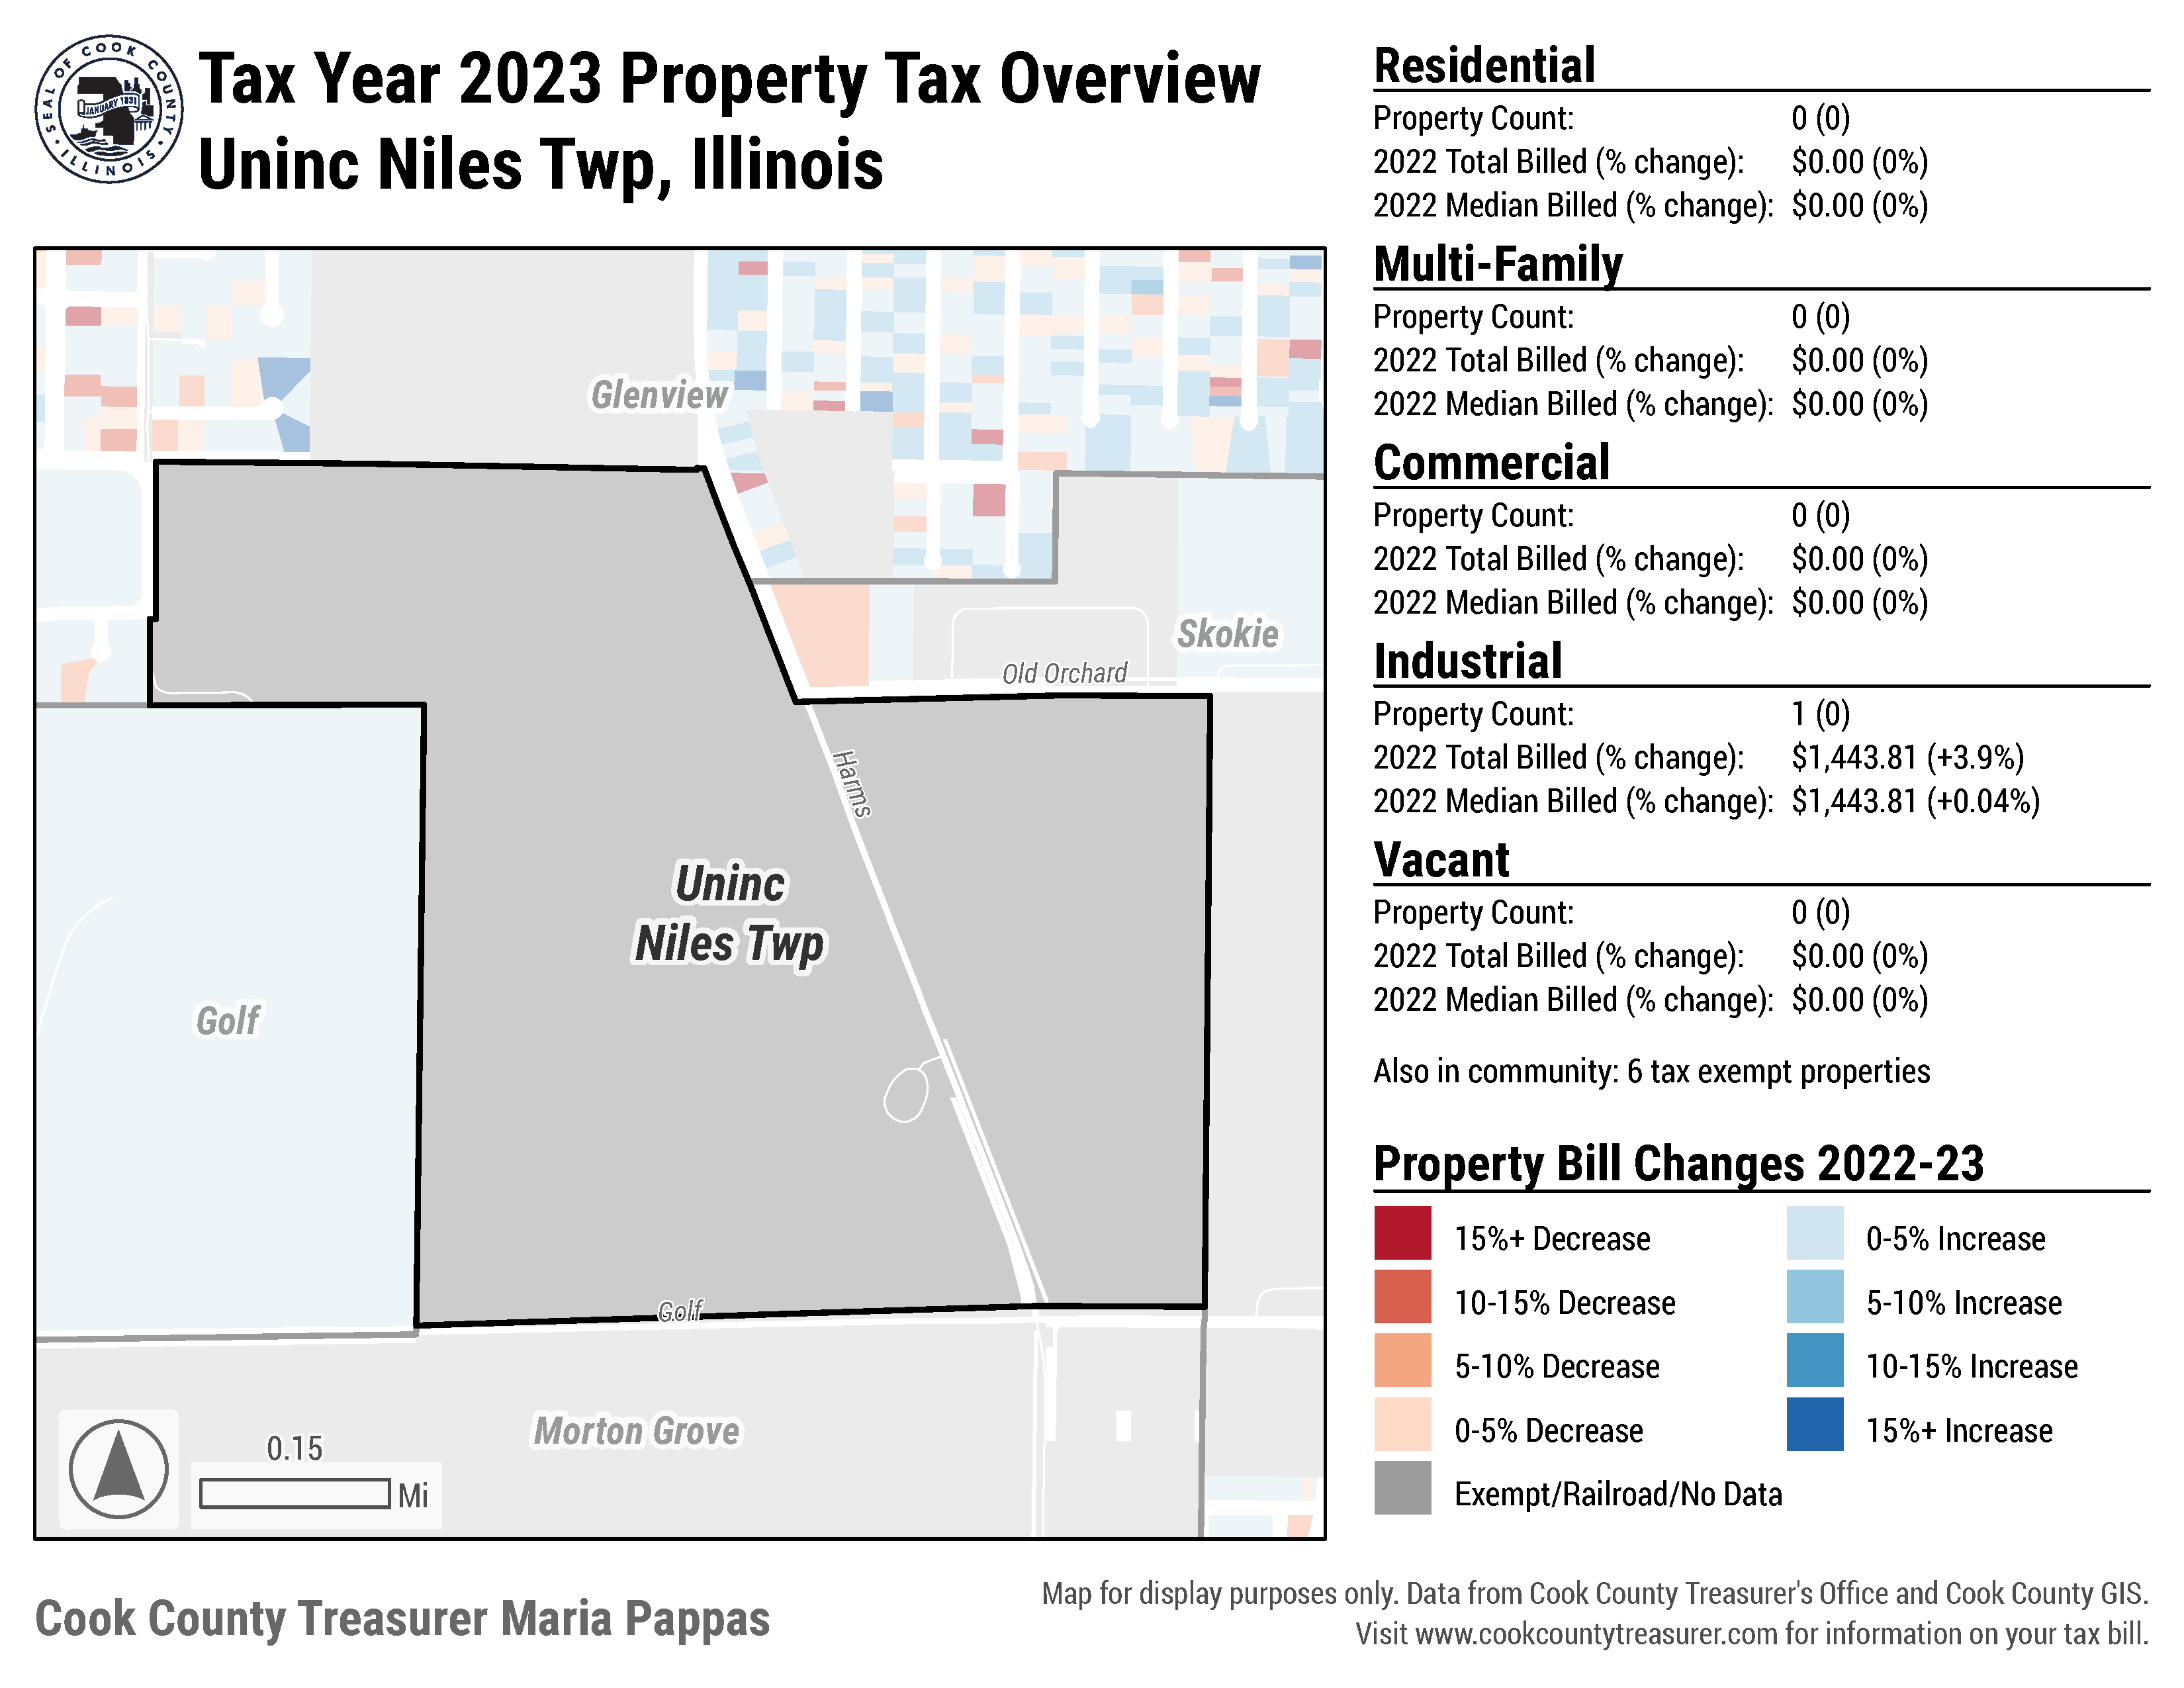 SEAL OF COOK COUNTY
JANUARY 1831
ILLINOIS
Tax Year 2023 Property Tax Overview
Uninc Niles Twp, Illinois
Glenview
Skokie
Old Orchard
Harms
Uninc
Niles Twp
Golf
Golf
Morton Grove
0.15
Mi
Residential
Property Count: 0 (0)
2022 Total Billed (% change): $0.00 (0%)
2022 Median Billed (% change): $0.00 (0%)
Multi-Family
Property Count: 0 (0)
2022 Total Billed (% change): $0.00 (0%)
2022 Median Billed (% change): $0.00 (0%)
Commercial
Property Count: 0 (0)
2022 Total Billed (% change): $0.00 (0%)
2022 Median Billed (% change): $0.00 (0%)
Industrial
Property Count: 1 (0)
2022 Total Billed (% change): $1,443.81 (+3.9%)
2022 Median Billed (% change): $1,443.81 (+0.04%)
Vacant
Property Count: 0 (0)
2022 Total Billed (% change): $0.00 (0%)
2022 Median Billed (% change): $0.00 (0%)
Also in community: 6 tax exempt properties
Property Bill Changes 2022-23
15%+ Decrease
0-5% Increase
10-15% Decrease
5-10% Increase
5-10% Decrease
10-15% Increase
0-5% Decrease
15%+ Increase
Exempt/Railroad/No Data
Cook County Treasurer Maria Pappas
Map for display purposes only. Data from Cook County Treasurer's Office and Cook County GIS.
Visit www.cookcountytreasurer.com for information on your tax bill.